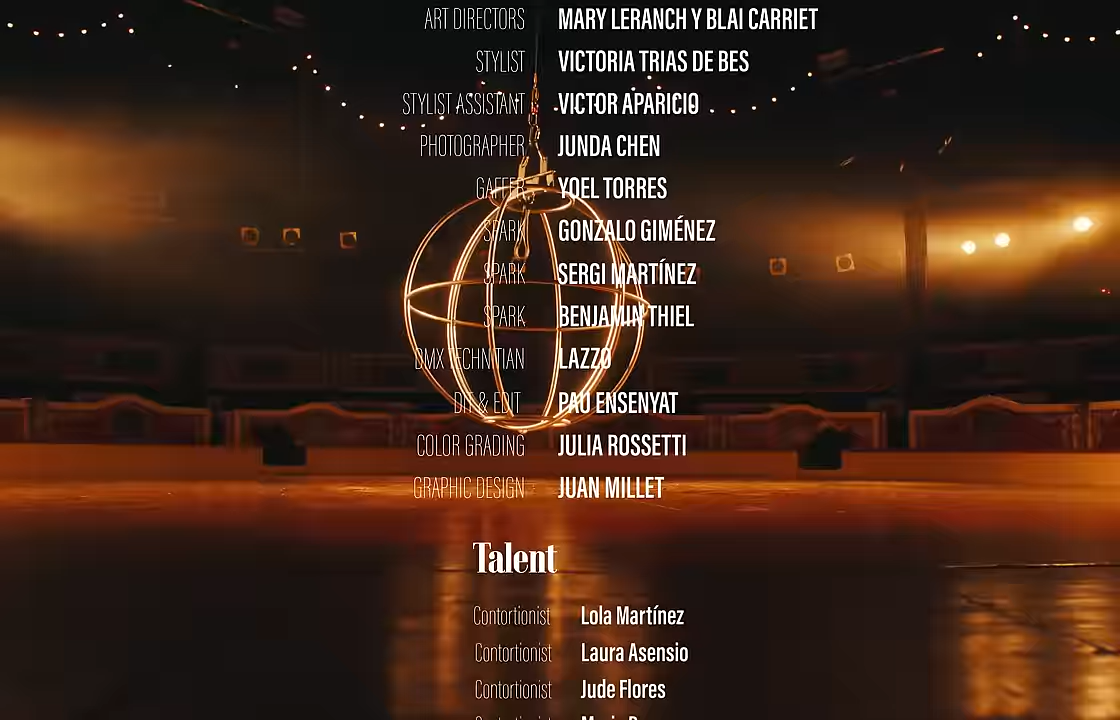 ART DIRECTORS MARY LERANCH Y BLAI CARRIET
STYLIST VICTORIA TRIAS DE BES
STYLIST ASSISTANT VICTOR APARICIO
PHOTOGRAPHER JUNDA CHEN
GAFFER YOEL TORRES
SPARK GONZALO GIMÉNEZ
SPARK SERGI MARTÍNEZ
SPARK BENJAMIN THIEL
DMX TECHNITIAN LAZZO
DIT & EDIT PAU ENSENYAT
COLOR GRADING JULIA ROSSETTI
GRAPHIC DESIGN JUAN MILLET
Talent
Contortionist Lola Martínez
Contortionist Laura Asensio
Contortionist Jude Flores